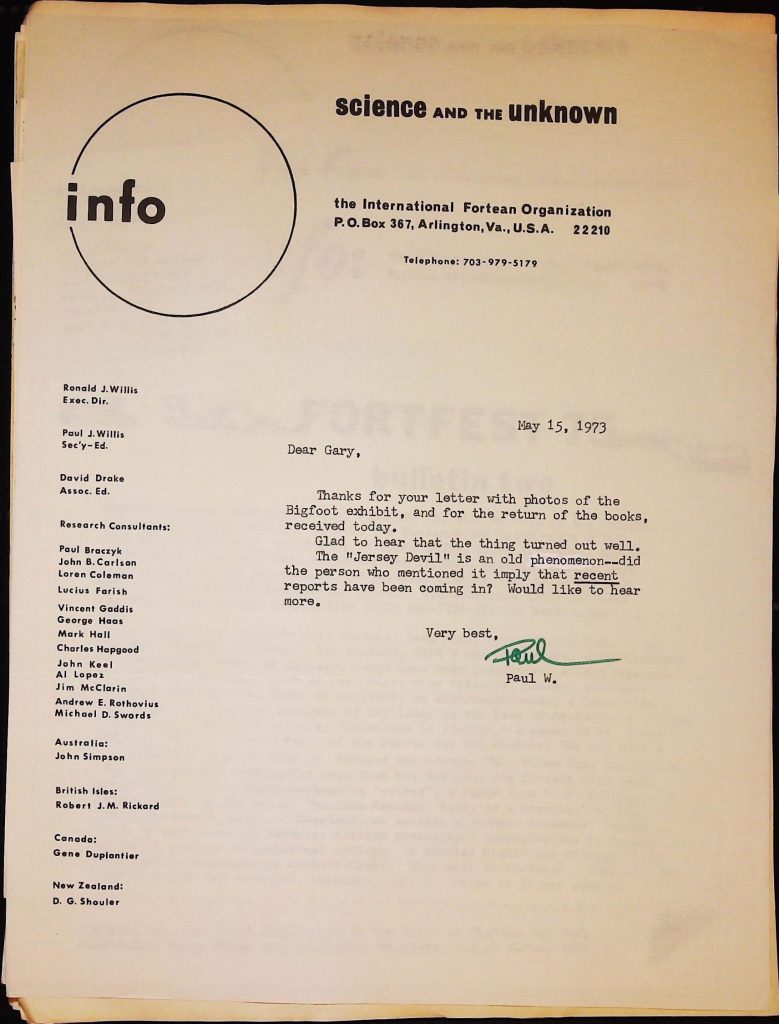 science AND THE unknown
info
the International Fortean Organization
P.O. Box 367, Arlington, Va., U.S.A. 22210
Telephone: 703-979-5179
Ronald J. Willis
Exec. Dir.
Paul J. Willis
Sec'y-Ed.
David Drake
Assoc. Ed.
Research Consultants:
Paul Braczyk
John B. Carlson
Loren Coleman
Lucius Farish
Vincent Gaddis
George Haas
Mark Hall
Charles Hapgood
John Keel
Al Lopez
Jim McClarin
Andrew E. Rothovius
Michael D. Swords
Australia:
John Simpson
British Isles:
Robert J. M. Rickard
Canada:
Gene Duplantier
New Zealand:
D. G. Shouler
May 15, 1973
Dear Gary,
Thanks for your letter with photos of the
Bigfoot exhibit, and for the return of the books,
received today.
Glad to hear that the thing turned out well.
The "Jersey Devil" is an old phenomenon--did
the person who mentioned it imply that recent
reports have been coming in? Would like to hear
more.
Very best,
Paul
Paul W.
FORTFEST
bulletin two